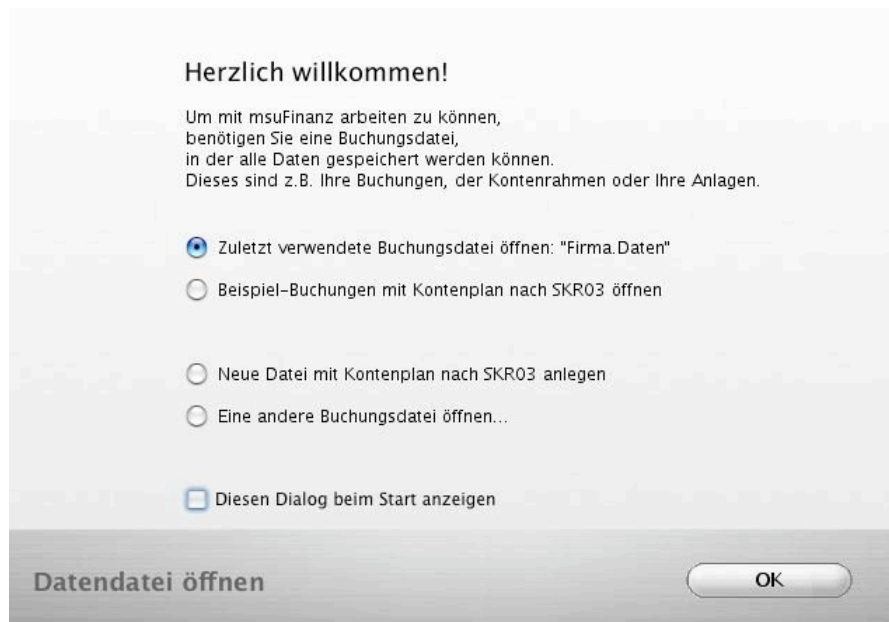 Herzlich willkommen!
Um mit msuFinanz arbeiten zu können,
benötigen Sie eine Buchungsdatei,
in der alle Daten gespeichert werden können.
Dieses sind z.B. Ihre Buchungen, der Kontenrahmen oder Ihre Anlagen.
Zuletzt verwendete Buchungsdatei öffnen: "Firma.Daten"
Beispiel-Buchungen mit Kontenplan nach SKR03 öffnen
Neue Datei mit Kontenplan nach SKR03 anlegen
Eine andere Buchungsdatei öffnen...
Diesen Dialog beim Start anzeigen
Datendatei öffnen
OK